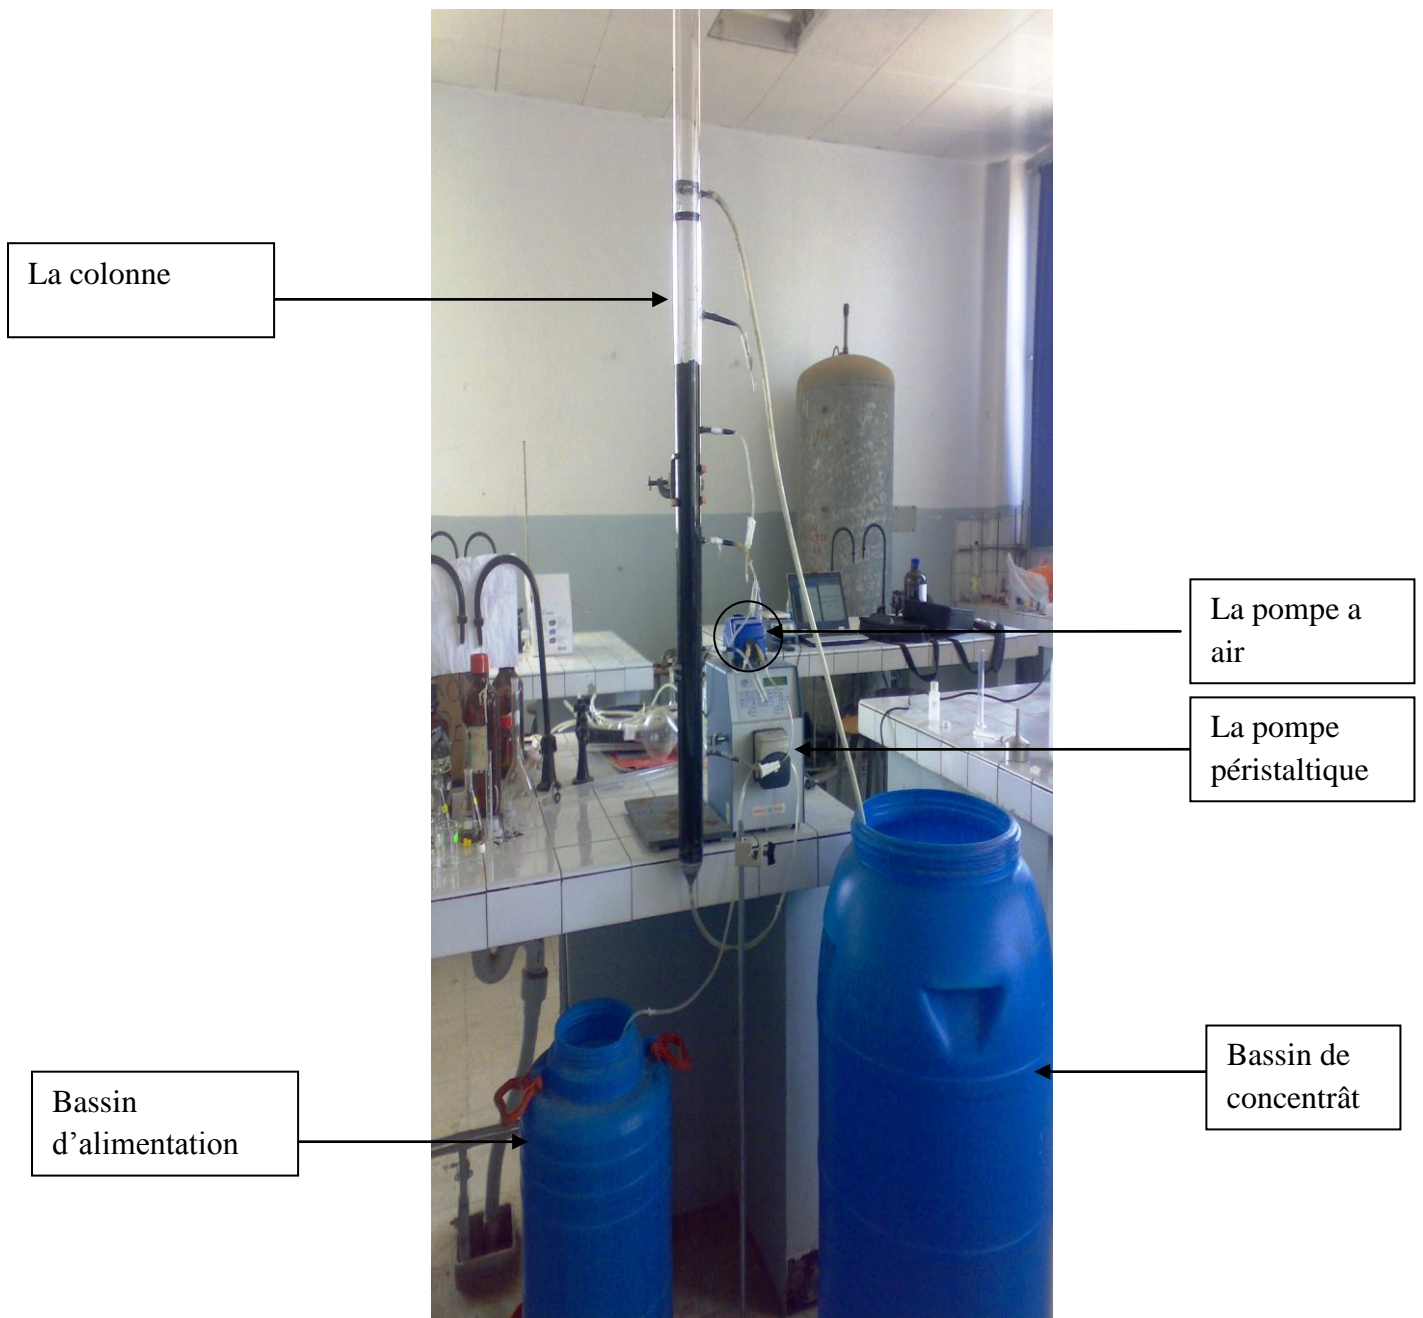 La colonne
La pompe a
air
La pompe
péristaltique
Bassin de
concentrât
Bassin
d’alimentation